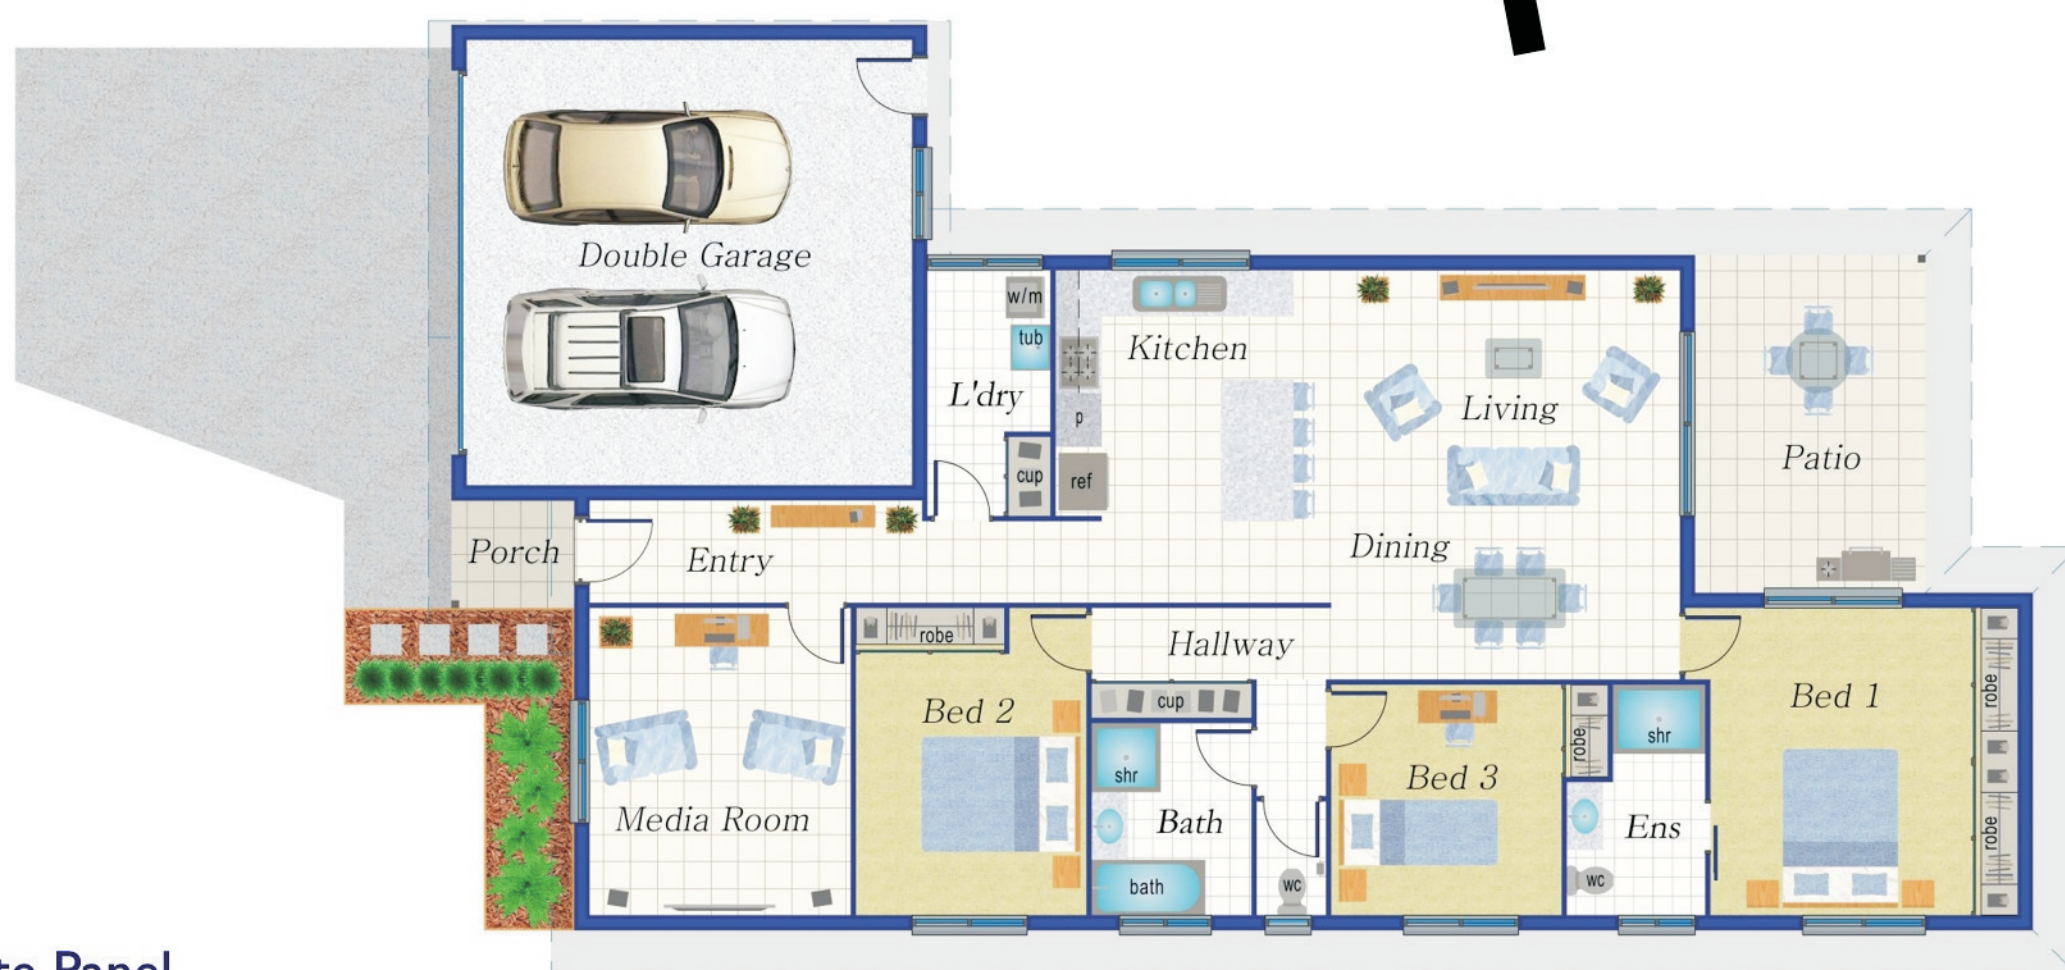 Double Garage
w/m
tub
Kitchen
L'dry
p
Living
cup
ref
Patio
Porch
Entry
Dining
robe
Hallway
Bed 2
cup
robe
shr
Bed 1
robe
shr
Bed 3
Media Room
Bath
Ens
robe
bath
wc
wc
Panel